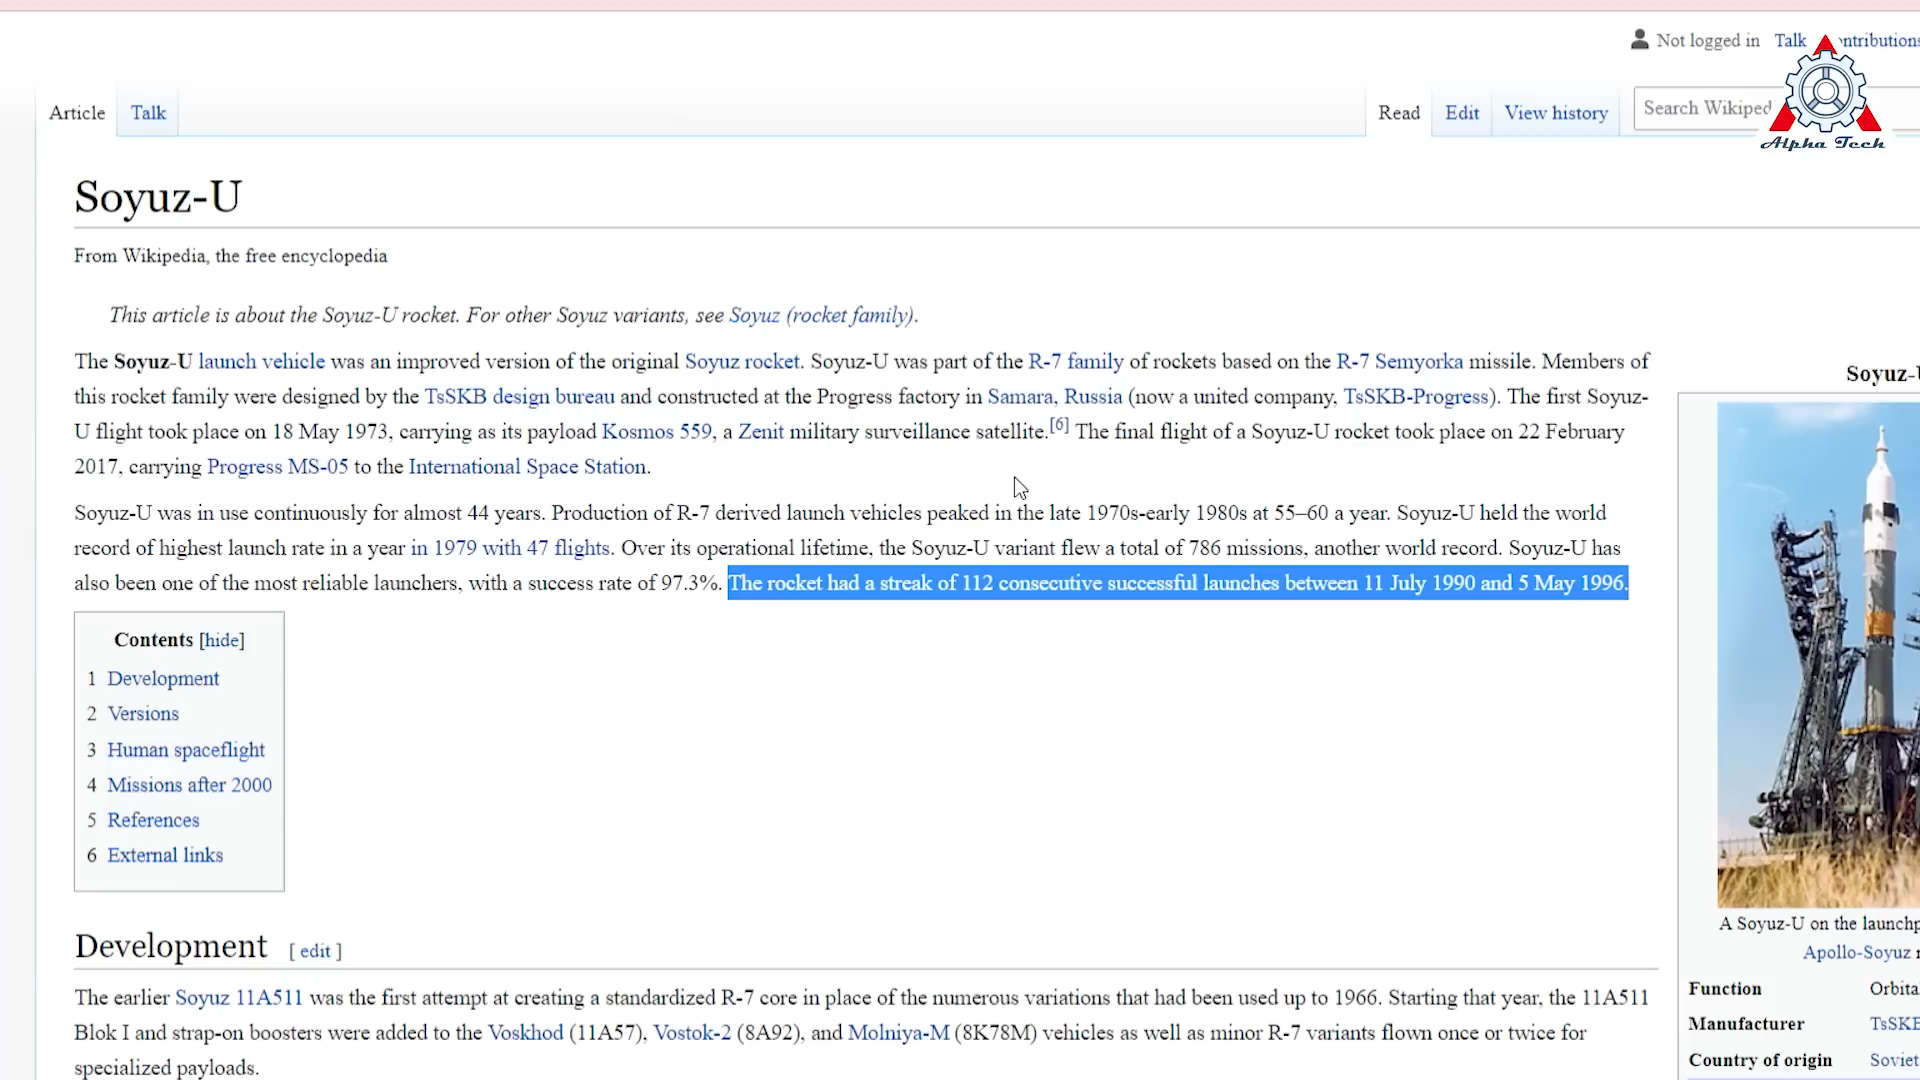 Not logged in Talk
Article Talk Read Edit View history
Alpha Tech
Soyuz-U
From Wikipedia, the free encyclopedia
This article is about the Soyuz-U rocket. For other Soyuz variants, see Soyuz (rocket family).
The Soyuz-U launch vehicle was an improved version of the original Soyuz rocket. Soyuz-U was part of the R-7 family of rockets based on the R-7 Semyorka missile. Members of
this rocket family were designed by the TsSKB design bureau and constructed at the Progress factory in Samara, Russia (now a united company, TsSKB-Progress). The first Soyuz-
U flight took place on 18 May 1973, carrying as its payload Kosmos 559, a Zenit military surveillance satellite.[6] The final flight of a Soyuz-U rocket took place on 22 February
2017, carrying Progress MS-05 to the International Space Station.
Soyuz-U was in use continuously for almost 44 years. Production of R-7 derived launch vehicles peaked in the late 1970s-early 1980s at 55–60 a year. Soyuz-U held the world
record of highest launch rate in a year in 1979 with 47 flights. Over its operational lifetime, the Soyuz-U variant flew a total of 786 missions, another world record. Soyuz-U has
also been one of the most reliable launchers, with a success rate of 97.3%. The rocket had a streak of 112 consecutive successful launches between 11 July 1990 and 5 May 1996.
Contents [hide]
1 Development
2 Versions
3 Human spaceflight
4 Missions after 2000
5 References
6 External links
Development [ edit ]
The earlier Soyuz 11A511 was the first attempt at creating a standardized R-7 core in place of the numerous variations that had been used up to 1966. Starting that year, the 11A511
Blok I and strap-on boosters were added to the Voskhod (11A57), Vostok-2 (8A92), and Molniya-M (8K78M) vehicles as well as minor R-7 variants flown once or twice for
specialized payloads.
Soyuz-
A Soyuz-U on the
Apollo-Soyuz
Function
Manufacturer
Country of origin